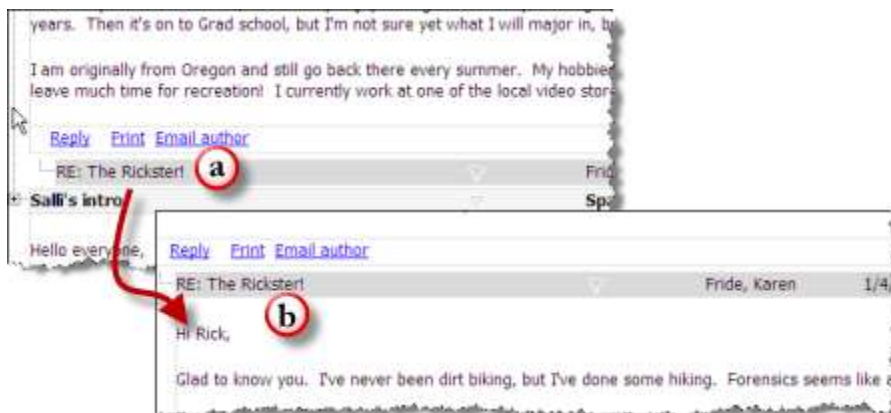 years. Then it's on to Grad school, but I'm not sure yet what I will major in,
I am originally from Oregon and still go back there every summer. My hobbies
leave much time for recreation! I currently work at one of the local video
Reply Print Email author
RE: The Rickster! a
Salli's intro
Hello everyone,
Reply Print Email author
RE: The Rickster! Fride, Karen 1/4/
b
Hi Rick,
Glad to know you. I've never been dirt biking, but I've done some hiking. Forensics seems like a